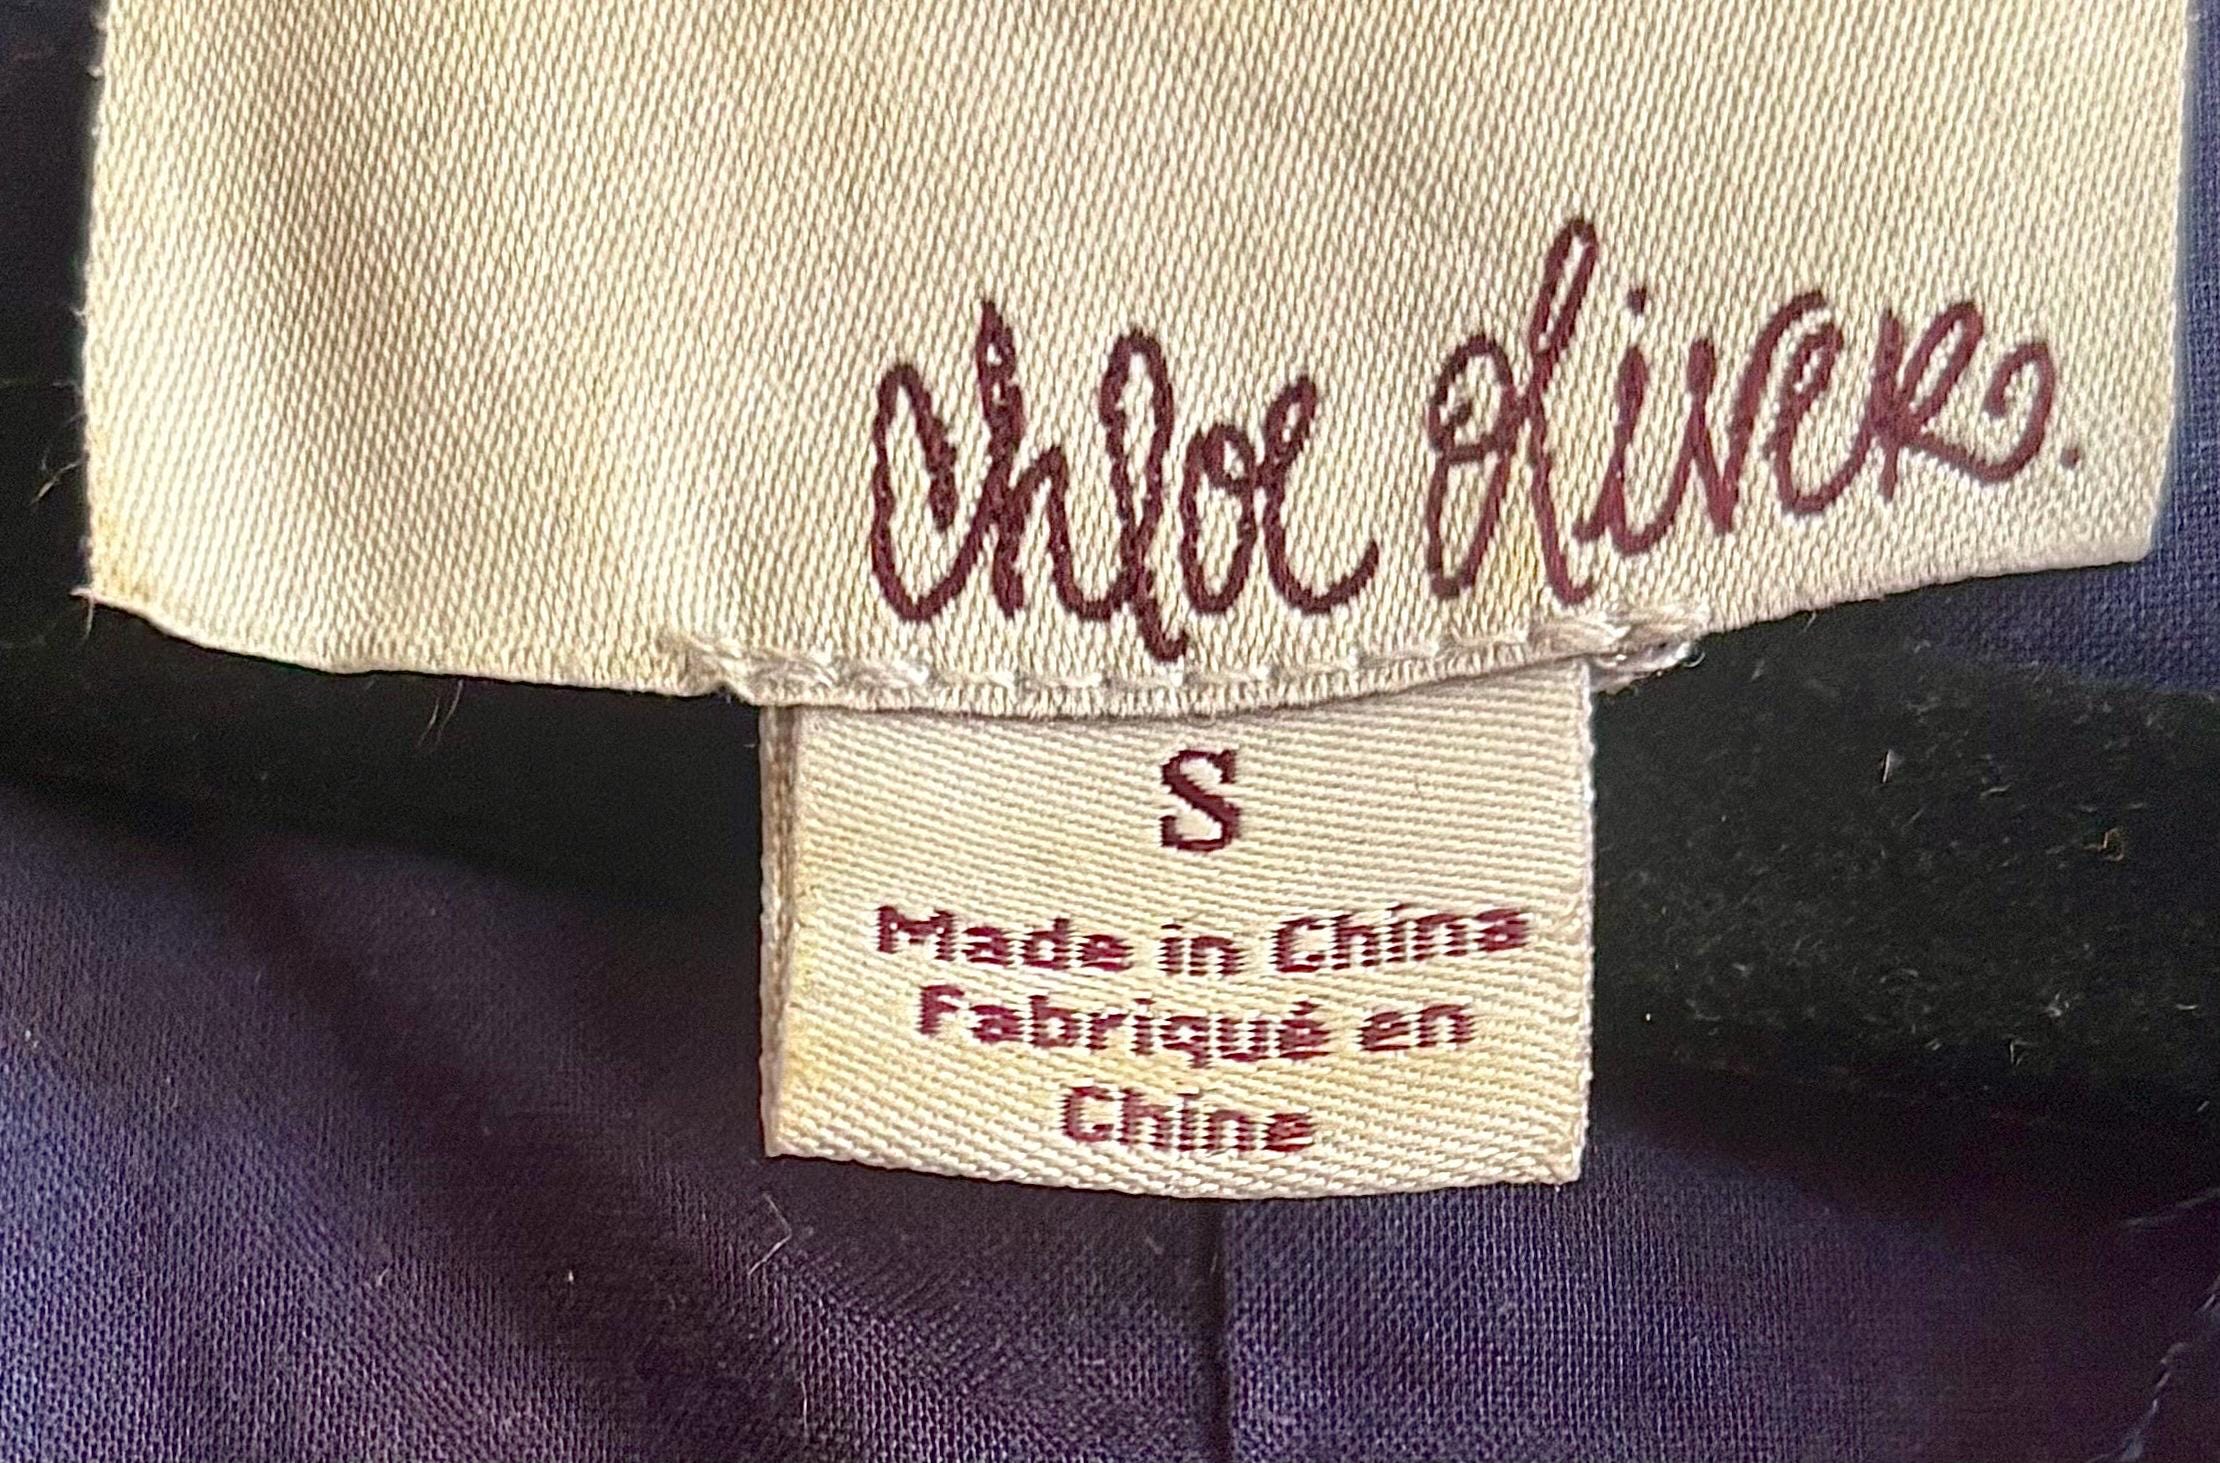 chloe oliver.
S
Made in China
Fabriqué en
Chine